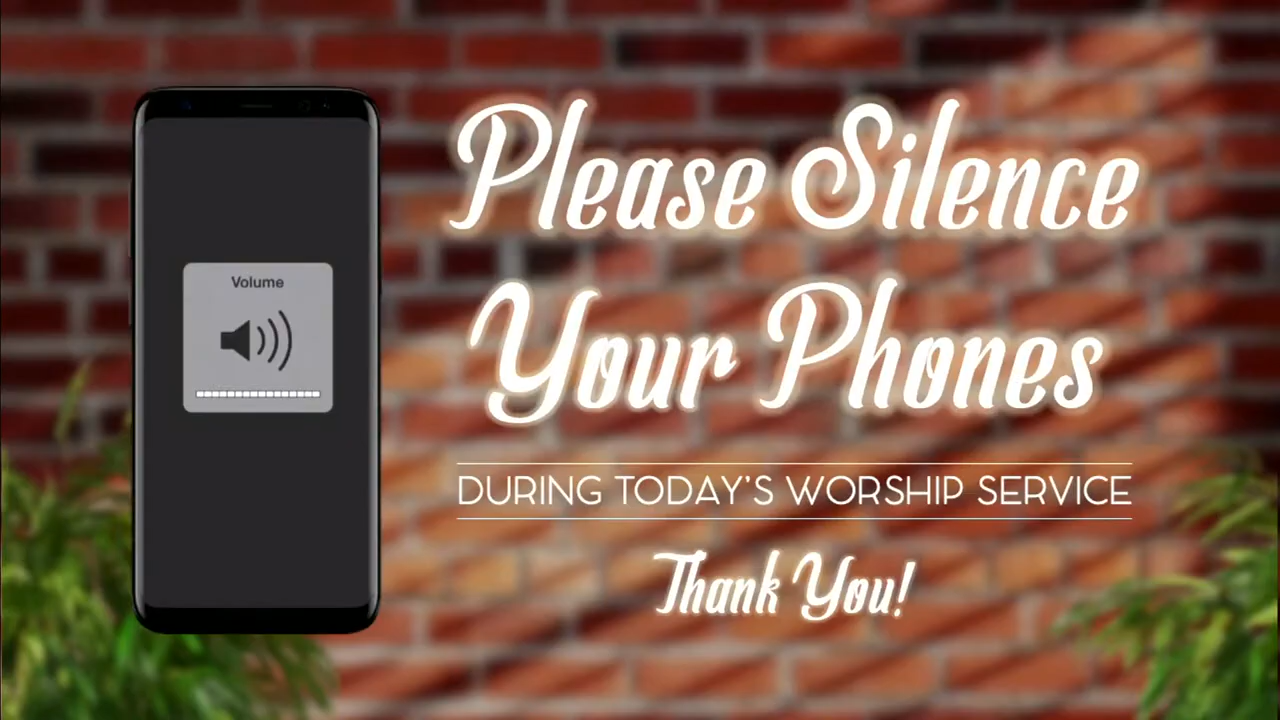 Volume
Please Silence
Your Phones
DURING TODAY'S WORSHIP SERVICE
Thank You!